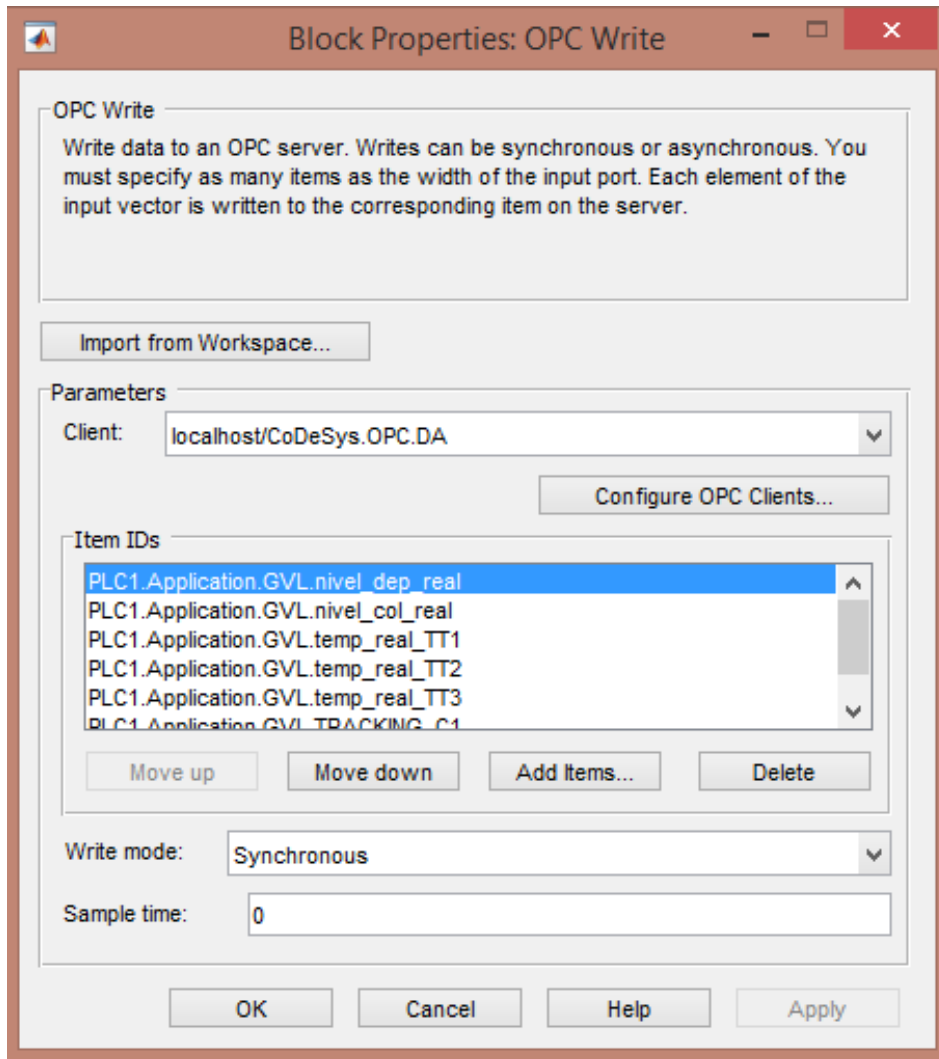 Block Properties: OPC Write
OPC Write
Write data to an OPC server. Writes can be synchronous or asynchronous. You
must specify as many items as the width of the input port. Each element of the
input vector is written to the corresponding item on the server.
Import from Workspace...
Parameters
Client: localhost/CoDeSys.OPC.DA
Configure OPC Clients...
Item IDs
PLC1.Application.GVL.nivel_dep_real
PLC1.Application.GVL.nivel_col_real
PLC1.Application.GVL.temp_real_TT1
PLC1.Application.GVL.temp_real_TT2
PLC1.Application.GVL.temp_real_TT3
PLC1.Application.GVL.TRACKING_C1
Move up Move down Add Items... Delete
Write mode: Synchronous
Sample time: 0
OK Cancel Help Apply